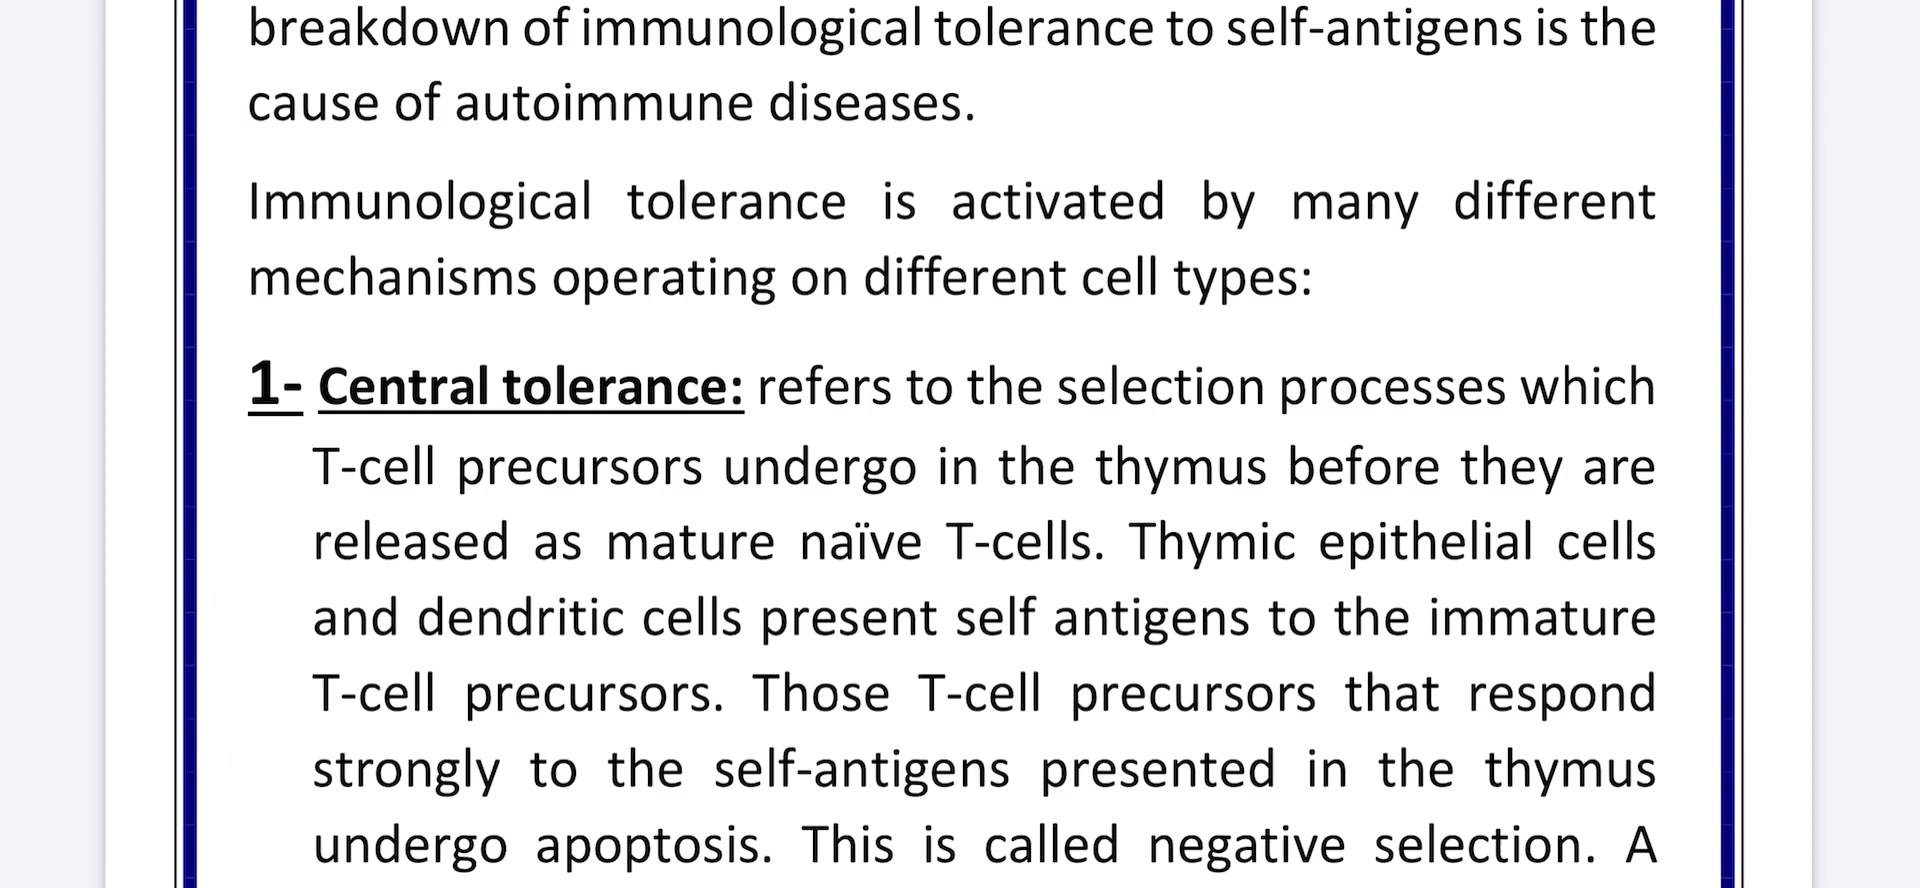 breakdown of immunological tolerance to self-antigens is the
cause of autoimmune diseases.
Immunological tolerance is activated by many different
mechanisms operating on different cell types:
1- Central tolerance: refers to the selection processes which
T-cell precursors undergo in the thymus before they are
released as mature naïve T-cells. Thymic epithelial cells
and dendritic cells present self antigens to the immature
T-cell precursors. Those T-cell precursors that respond
strongly to the self-antigens presented in the thymus
undergo apoptosis. This is called negative selection. A